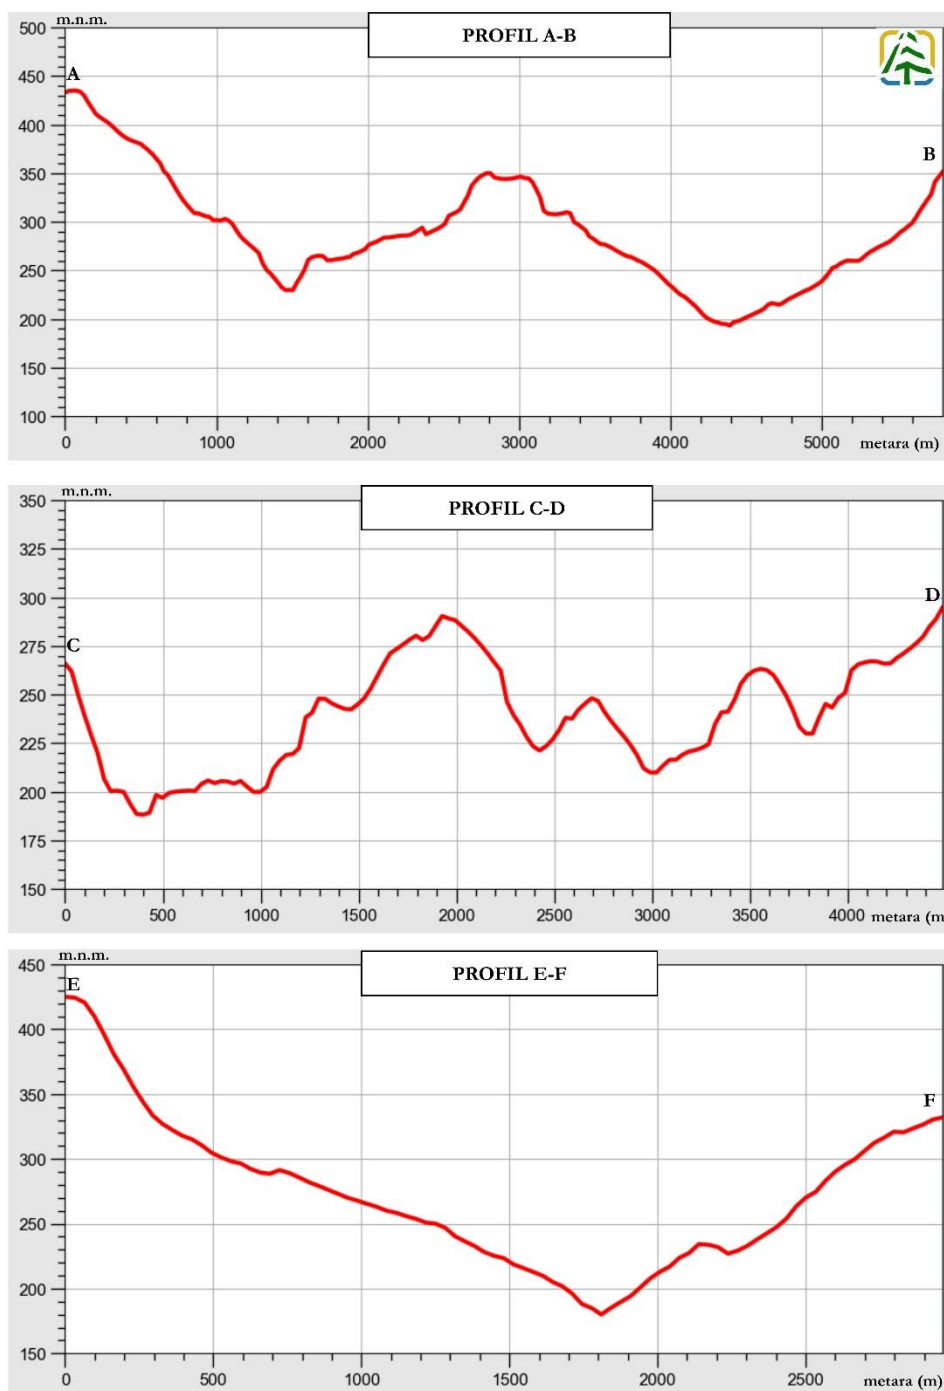 m.n.m.
PROFIL A-B
500
A
450
400
B
350
300
250
200
150
100
0 1000 2000 3000 4000 5000 metara (m)
m.n.m.
PROFIL C-D
350
325
300
D
275
C
250
225
200
175
150
0 500 1000 1500 2000 2500 3000 3500 4000 metara (m
m.n.m.
PROFIL E-F
450
E
400
350
F
300
250
200
150
0 500 1000 1500 2000 2500 metara (m)